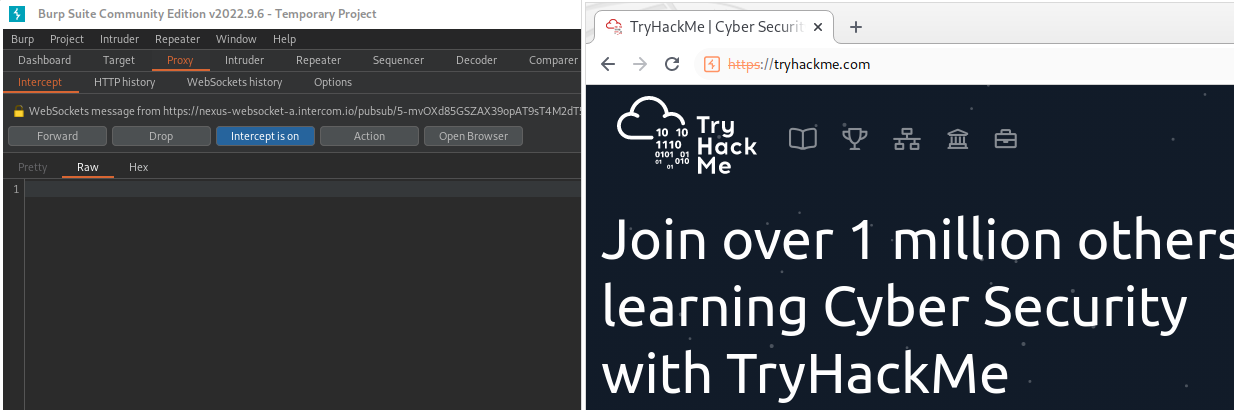 Burp Suite Community Edition v2022.9.6 - Temporary Project
Burp Project Intruder Repeater Window Help
Dashboard Target Proxy Intruder Repeater Sequencer Decoder Comparer
Intercept HTTP history WebSockets history Options
WebSockets message from https://nexus-websocket-a.intercom.io/pubsub/5-mvOXd85GSZAX39opAT9sT4M2dT5
Forward Drop Intercept is on Action Open Browser
Pretty Raw Hex
1
TryHackMe | Cyber Securit
https://tryhackme.com
10 10
1110
0101 01
01 010
01
Try
Hack
Me
Join over 1 million others
learning Cyber Security
with TryHackMe